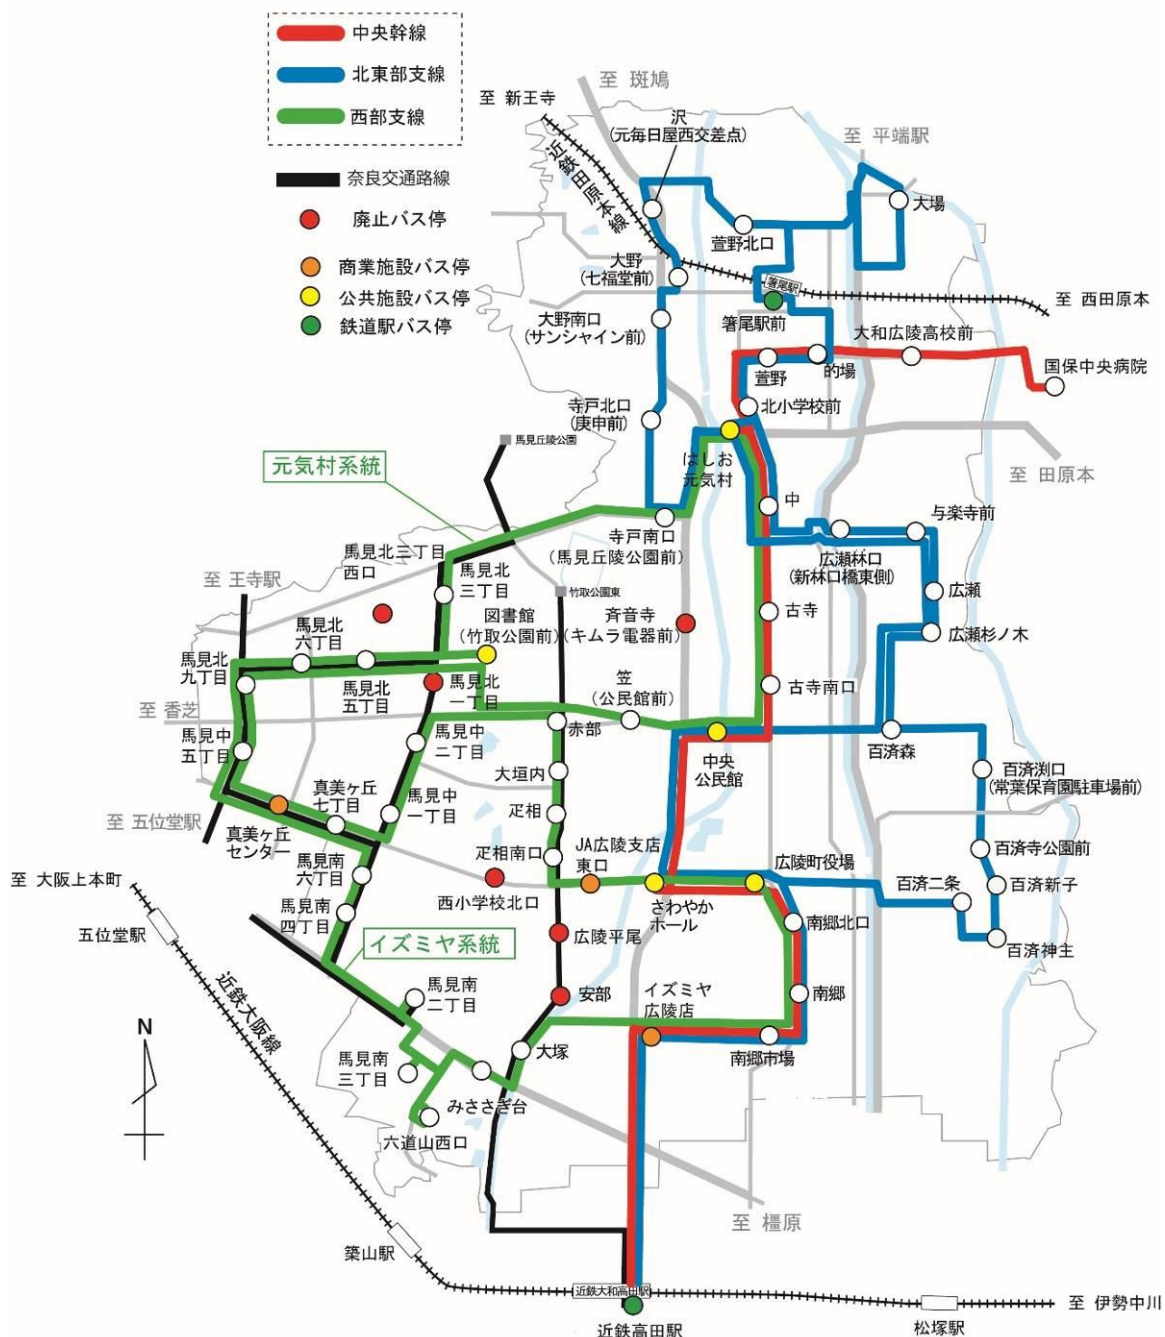 中央幹線
北東部支線
西部支線
奈良交通路線
廃止バス停
商業施設バス停
公共施設バス停
鉄道駅バス停
至 斑鳩
至 新王寺
近鉄田原本線
沢
(元毎日屋西交差点)
至 平端駅
大場
萱野北口
大野
(七福堂前)
箸尾駅
至 西田原本
箸尾駅前
大野南口
(サンシャイン前)
大和広陵高校前
国保中央病院
萱野
的場
北小学校前
寺戸北口
(庚申前)
馬見丘陵公園
元気村系統
はしお
元気村
至 田原本
中
与楽寺前
寺戸南口
(馬見丘陵公園前)
広瀬林口
(新林口橋東側)
馬見北三丁目
西口
馬見北
三丁目
至 王寺駅
竹取公園東
広瀬
図書館
(竹取公園前)
斉音寺
(キムラ電器前)
古寺
広瀬杉ノ木
馬見北
六丁目
馬見北
九丁目
馬見北
五丁目
馬見北
一丁目
笠
(公民館前)
古寺南口
至 香芝
赤部
百済森
馬見中
五丁目
馬見中
二丁目
中央
公民館
大垣内
百済渕口
(常葉保育園駐車場前)
真美ヶ丘
七丁目
馬見中
一丁目
疋相
至 五位堂駅
真美ヶ丘
センター
疋相南口
JA広陵支店
東口
広陵町役場
百済寺公園前
馬見南
六丁目
至 大阪上本町
西小学校北口
さわやか
ホール
百済二条
百済新子
馬見南
四丁目
南郷北口
五位堂駅
イズミヤ系統
広陵平尾
百済神主
馬見南
二丁目
安部
イズミヤ
広陵店
南郷
近鉄大阪線
N
大塚
南郷市場
馬見南
三丁目
みささぎ台
六道山西口
至 橿原
築山駅
近鉄大和高田駅
至 伊勢中川
近鉄高田駅
松塚駅